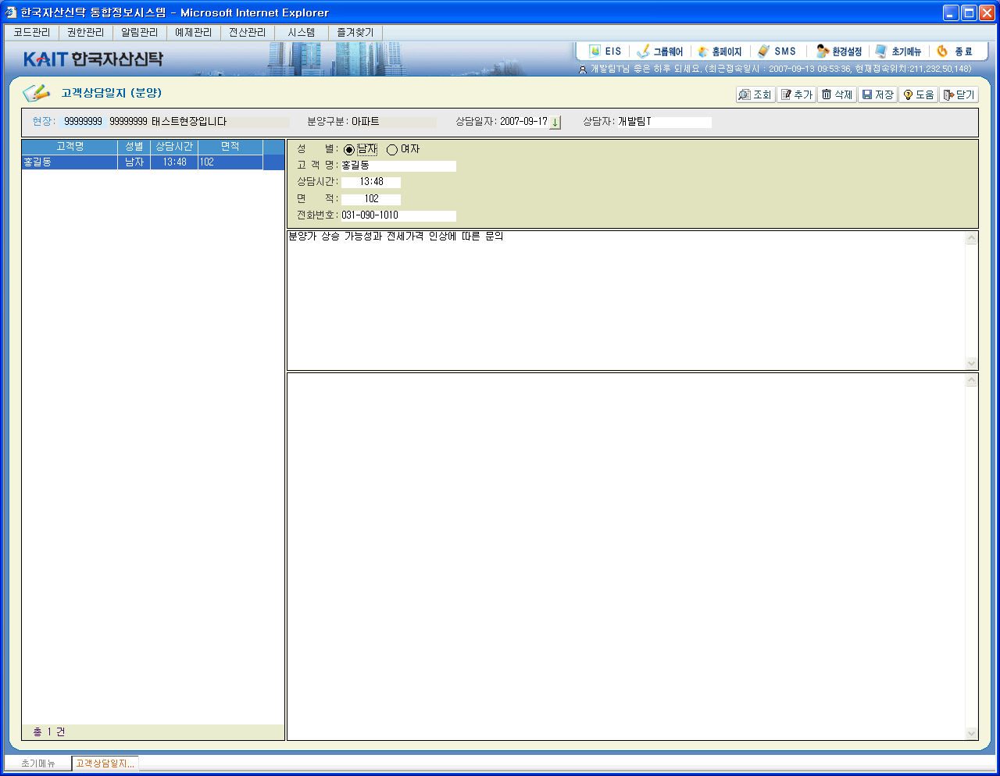 한국자산신탁 통합정보시스템 - Microsoft Internet Explorer
코드관리 권한관리 알림관리 예제관리 전산관리 시스템 즐겨찾기
KAIT 한국자산신탁 EIS 그룹웨어 홈페이지 SMS 환경설정 초기메뉴 종 료
개발팀T님 좋은 하루 되세요. (최근접속일시 : 2007-09-13 09:53:36, 현재접속위치:211.232.50.148)
고객상담일지 (분양) 조회 추가 삭제 저장 도움 닫기
현장: 99999999 99999999 태스트현장입니다 분양구분: 아파트 상담일자: 2007-09-17 상담자: 개발팀T
고객명 성별 상담시간 면적
홍길동 남자 13:48 102
성 별: 남자 여자
고 객 명: 홍길동
상담시간: 13:48
면 적: 102
전화번호: 031-090-1010
분양가 상승 가능성과 전세가격 인상에 따른 문의
총 1 건
초기메뉴 고객상담일지...